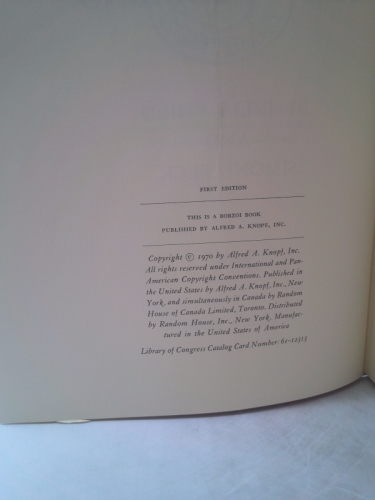 FIRST EDITION
THIS IS A BORZOI BOOK
PUBLISHED BY ALFRED A. KNOPF, INC.
Copyright © 1970 by Alfred A. Knopf, Inc.
All rights reserved under International and Pan-
American Copyright Conventions. Published in
the United States by Alfred A. Knopf, Inc., New
York, and simultaneously in Canada by Random
House of Canada Limited, Toronto. Distributed
by Random House, Inc., New York. Manufac-
tured in the United States of America
Library of Congress Catalog Card Number: